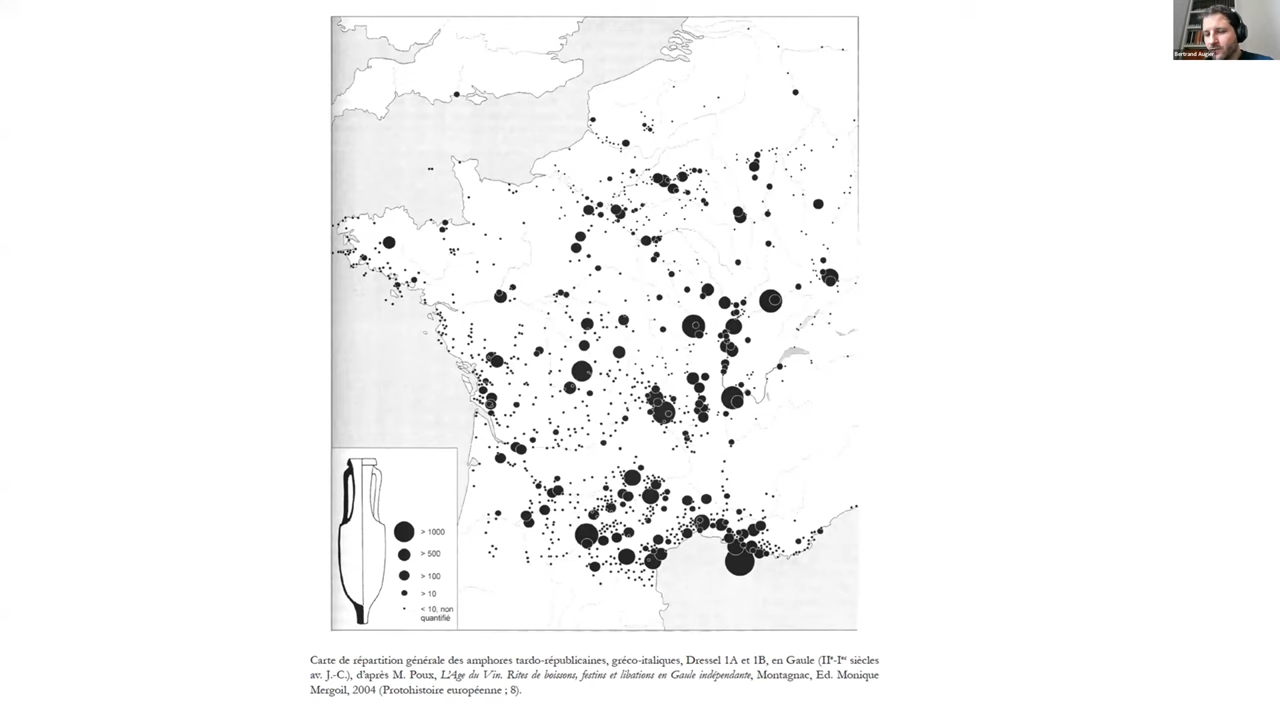 Bertrand Augier
> 1000
> 500
> 100
> 10
< 10, non
quantifié
Carte de répartition générale des amphores tardo-républicaines, gréco-italiques, Dressel 1A et 1B, en Gaule (IIᵉ-Iᵉʳ siècles
av. J.-C.), d'après M. Poux, L'Age du Vin. Rites de boissons, festins et libations en Gaule indépendante, Montagnac, Ed. Monique
Mergoil, 2004 (Protohistoire européenne ; 8).